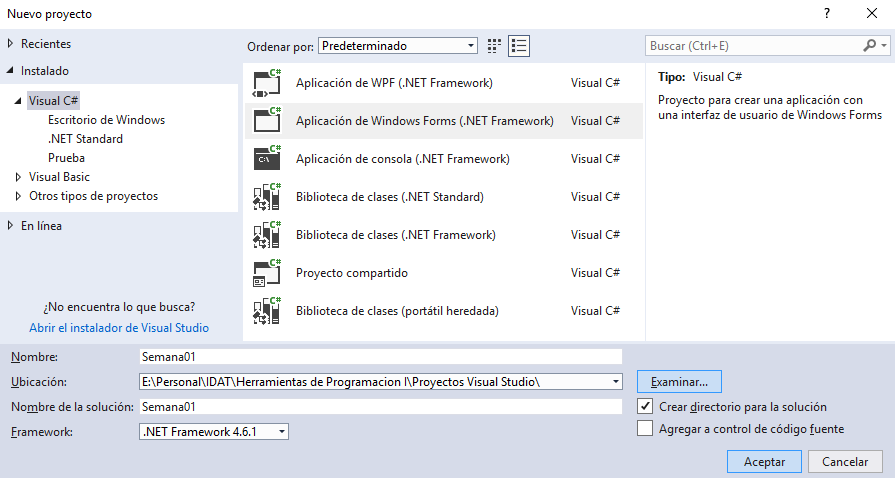 Nuevo proyecto
?
Recientes
Instalado
Visual C#
Escritorio de Windows
.NET Standard
Prueba
Visual Basic
Otros tipos de proyectos
En línea
¿No encuentra lo que busca?
Abrir el instalador de Visual Studio
Ordenar por: Predeterminado
C# Aplicación de WPF (.NET Framework) Visual C#
C# Aplicación de Windows Forms (.NET Framework) Visual C#
C# C:\ Aplicación de consola (.NET Framework) Visual C#
C# Biblioteca de clases (.NET Standard) Visual C#
C# Biblioteca de clases (.NET Framework) Visual C#
C# Proyecto compartido Visual C#
C# Biblioteca de clases (portátil heredada) Visual C#
Buscar (Ctrl+E)
Tipo: Visual C#
Proyecto para crear una aplicación con
una interfaz de usuario de Windows Forms
Nombre: Semana01
Ubicación: E:\Personal\IDAT\Herramientas de Programacion I\Proyectos Visual Studio\ Examinar...
Nombre de la solución: Semana01
Crear directorio para la solución
Framework: .NET Framework 4.6.1
Agregar a control de código fuente
Aceptar Cancelar